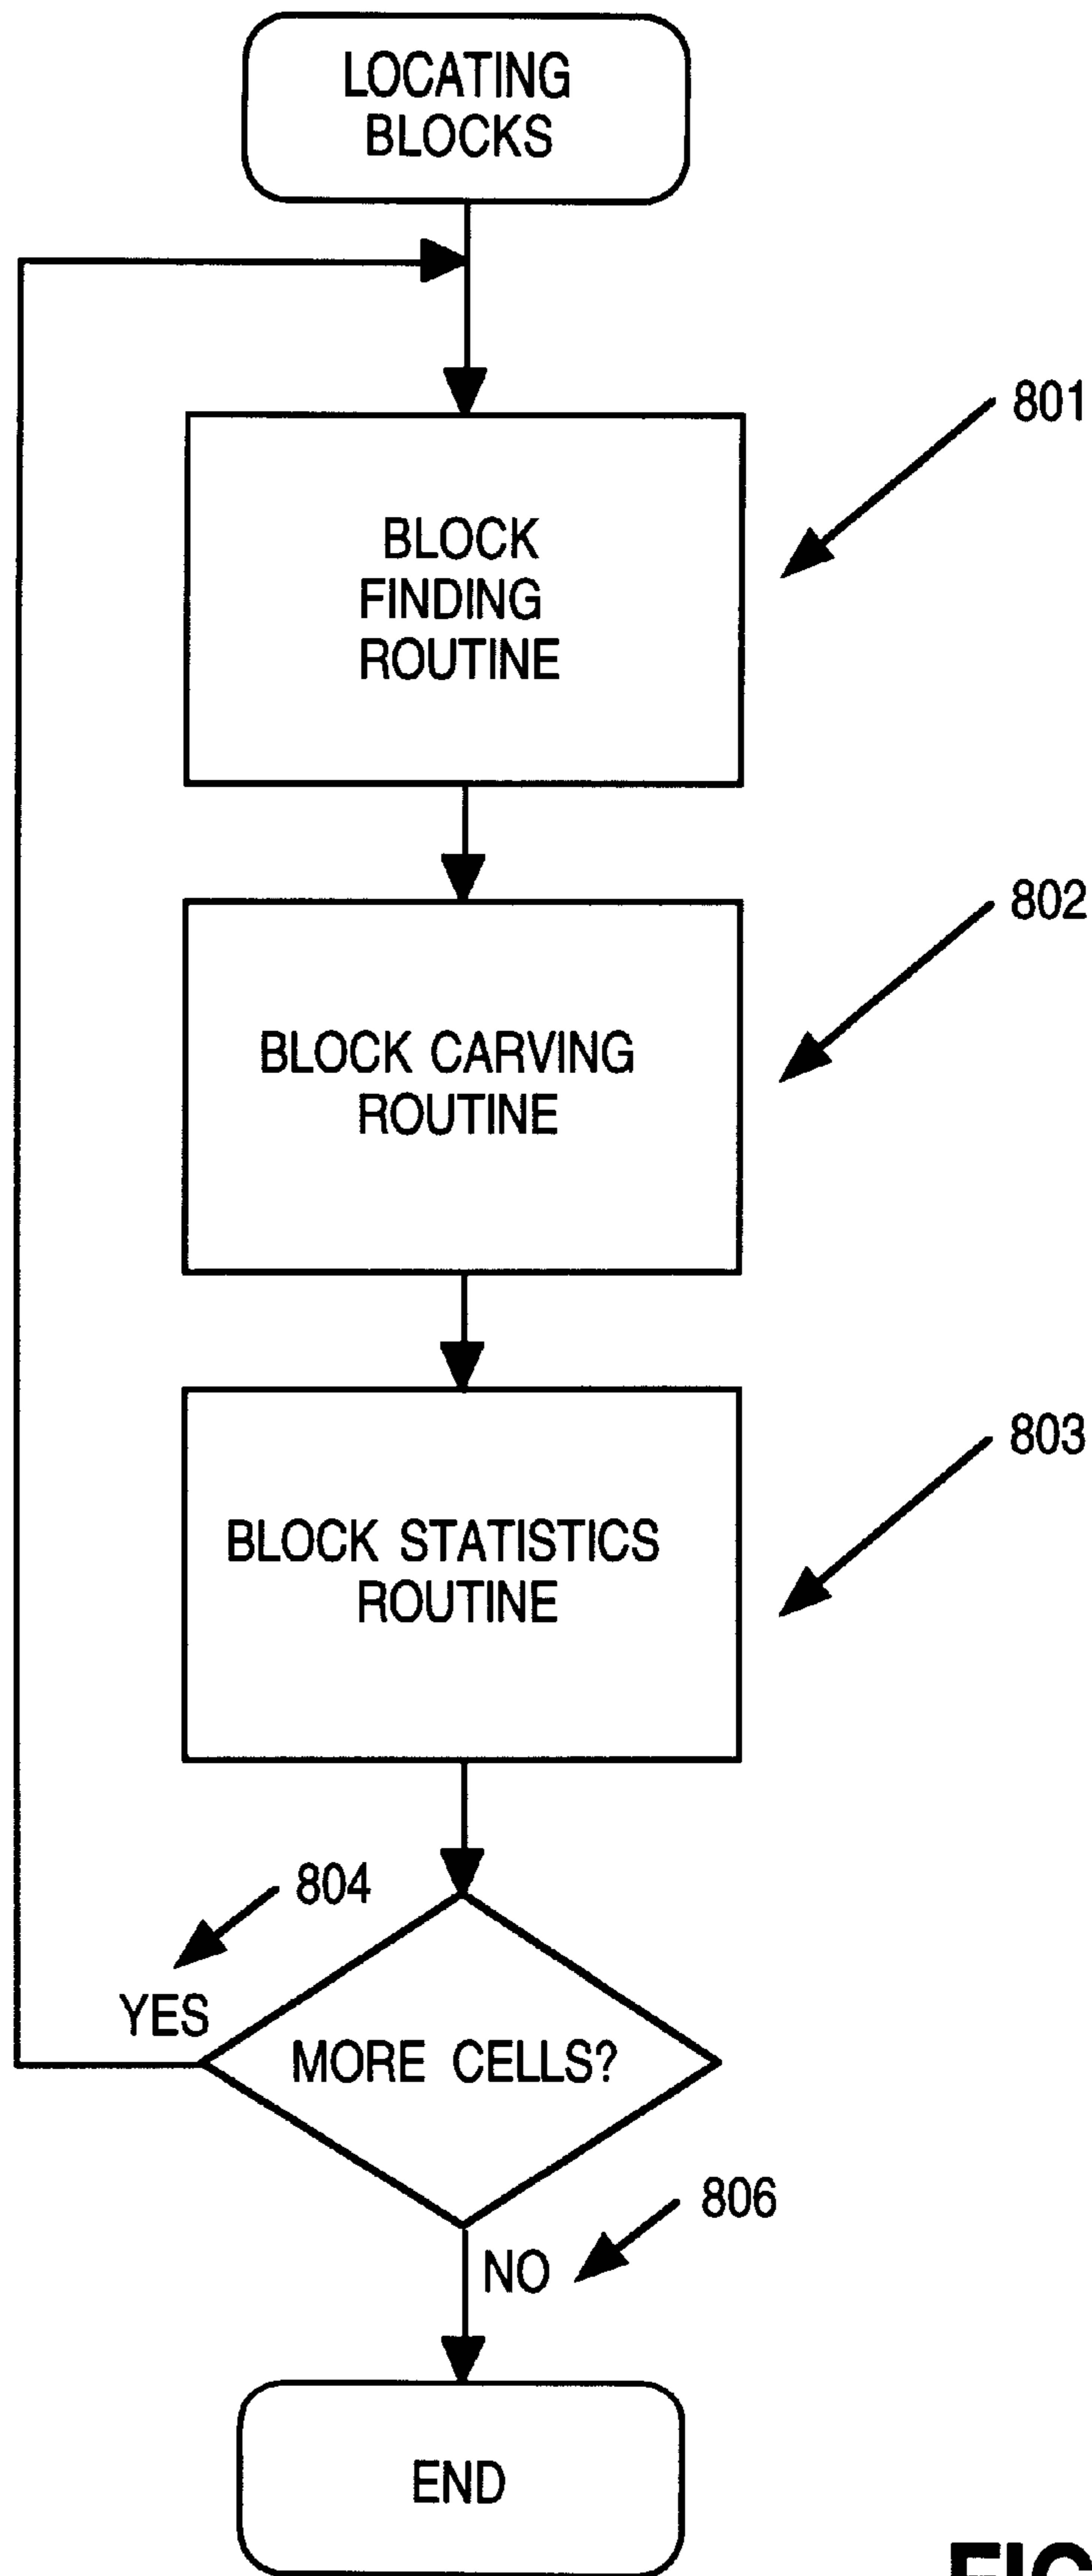 LOCATING
BLOCKS
801
BLOCK
FINDING
ROUTINE
802
BLOCK CARVING
ROUTINE
803
BLOCK STATISTICS
ROUTINE
804
YES
MORE CELLS?
806
NO
END